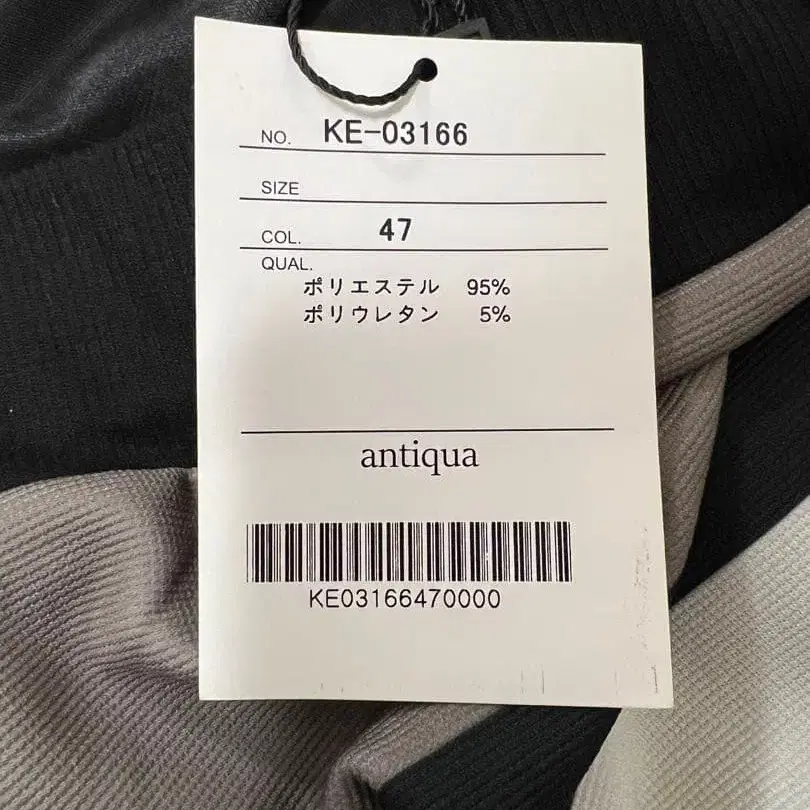 NO. KE-03166
SIZE
COL. 47
QUAL.
ポリエステル 95%
ポリウレタン 5%
antiqua
KE03166470000